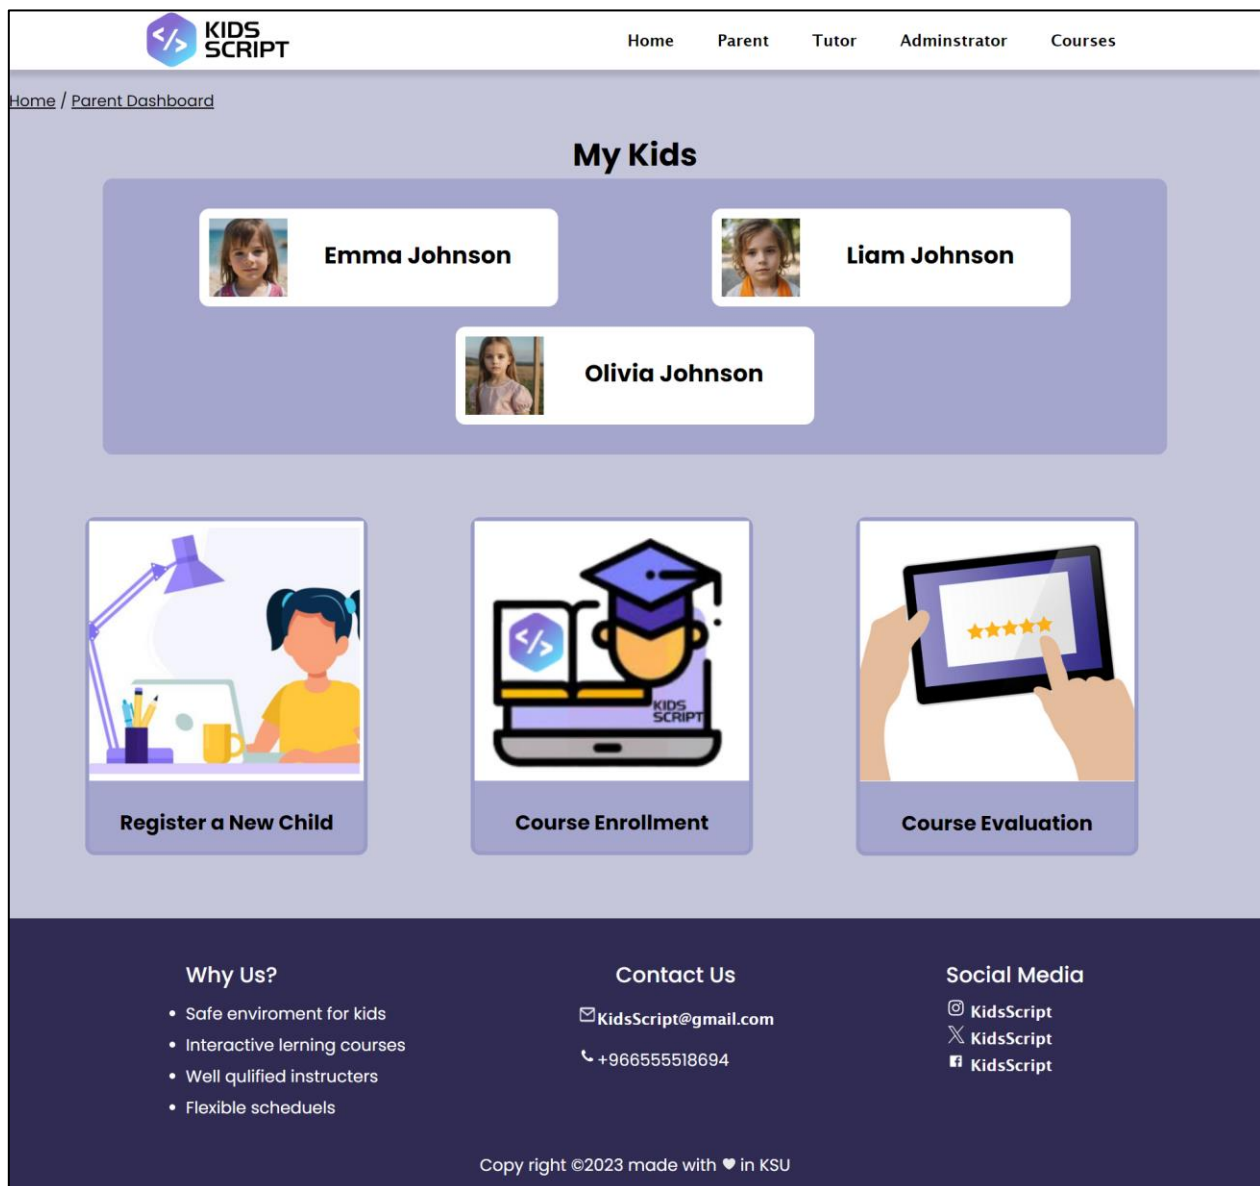 KIDS
SCRIPT
Home Parent Tutor Adminstrator Courses
Home / Parent Dashboard
My Kids
Emma Johnson
Liam Johnson
Olivia Johnson
</>
KIDS
SCRIPT
Register a New Child
Course Enrollment
Course Evaluation
Why Us?
• Safe enviroment for kids
• Interactive lerning courses
• Well qulified instructers
• Flexible scheduels
Contact Us
KidsScript@gmail.com
+966555518694
Social Media
KidsScript
KidsScript
KidsScript
Copy right ©2023 made with ♥ in KSU